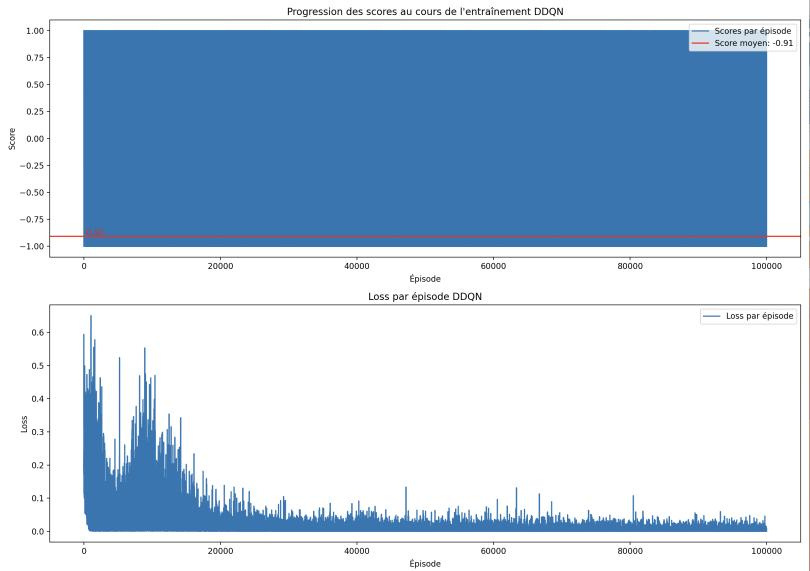 Progression des scores au cours de l'entraînement DDQN
1.00
0.75
0.50
0.25
0.00
−0.25
−0.50
−0.75
−1.00
Score
Scores par épisode
Score moyen: -0.91
0 20000 40000 60000 80000 100000
Épisode
Loss par épisode DDQN
0.6
0.5
0.4
0.3
0.2
0.1
0.0
Loss
Loss par épisode
0 20000 40000 60000 80000 100000
Épisode